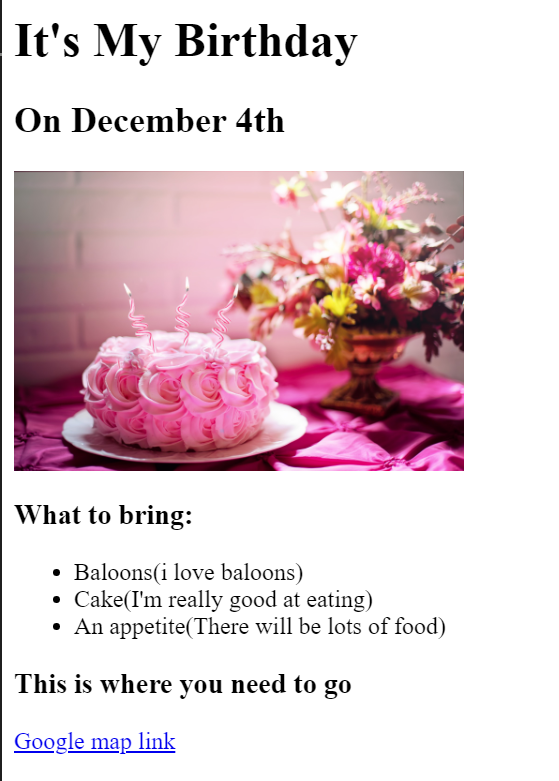 It's My Birthday
On December 4th
What to bring:
Baloons(i love baloons)
Cake(I'm really good at eating)
An appetite(There will be lots of food)
This is where you need to go
Google map link